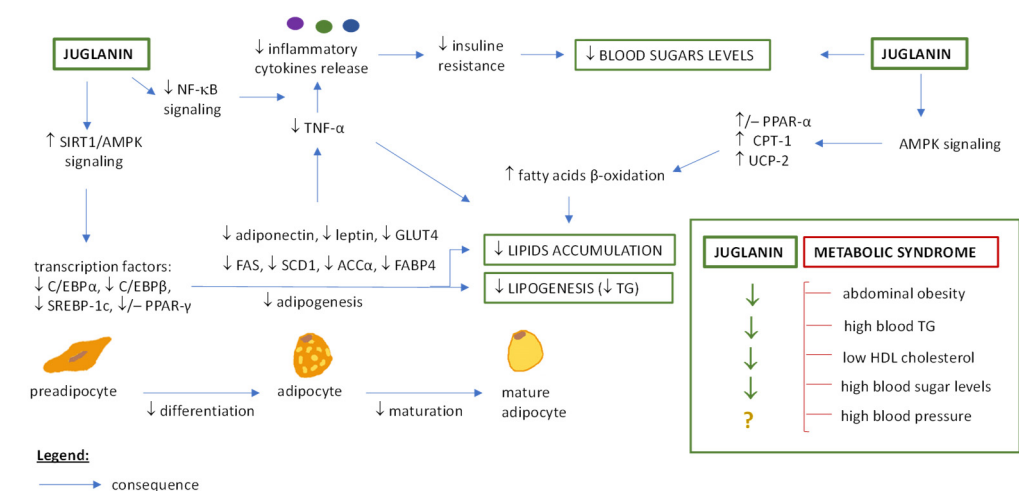 JUGLANIN
↓ NF-κB
signaling
↑ SIRT1/AMPK
signaling
↓ inflammatory
cytokines release
↓ TNF-α
↓ insuline
resistance
↓ BLOOD SUGARS LEVELS
JUGLANIN
AMPK signaling
↑/– PPAR-α
↑ CPT-1
↑ UCP-2
↑ fatty acids β-oxidation
↓ adiponectin, ↓ leptin, ↓ GLUT4
↓ FAS, ↓ SCD1, ↓ ACCα, ↓ FABP4
↓ adipogenesis
transcription factors:
↓ C/EBPα, ↓ C/EBPβ,
↓ SREBP-1c, ↓/– PPAR-γ
↓ LIPIDS ACCUMULATION
↓ LIPOGENESIS (↓ TG)
preadipocyte
↓ differentiation
adipocyte
↓ maturation
mature
adipocyte
JUGLANIN
METABOLIC SYNDROME
↓ abdominal obesity
↓ high blood TG
↓ low HDL cholesterol
↓ high blood sugar levels
? high blood pressure
Legend:
consequence